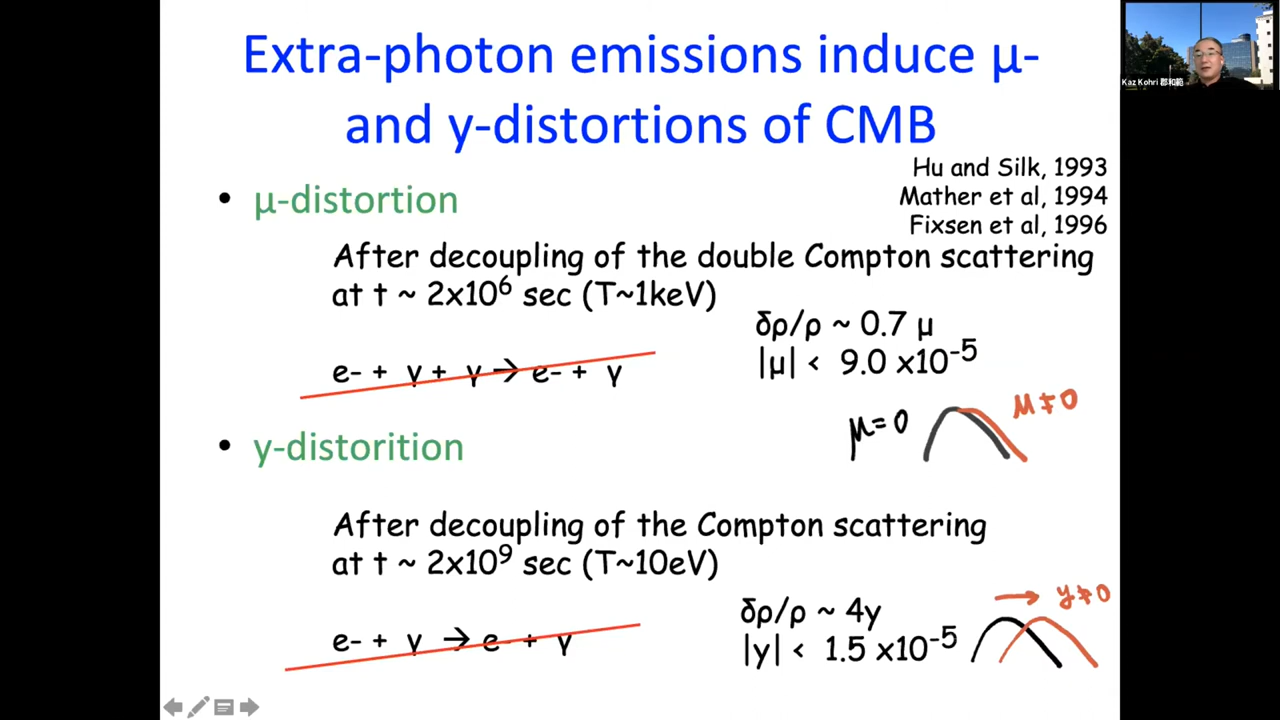 Extra-photon emissions induce μ-
and y-distortions of CMB
Kaz Kohri 郡和範
Hu and Silk, 1993
Mather et al, 1994
Fixsen et al, 1996
• μ-distortion
After decoupling of the double Compton scattering
at t ~ 2x10⁶ sec (T~1keV)
δρ/ρ ~ 0.7 μ
|μ| < 9.0 x10⁻⁵
e- + γ + γ → e- + γ
μ=0
μ≠0
• y-distorition
After decoupling of the Compton scattering
at t ~ 2x10⁹ sec (T~10eV)
δρ/ρ ~ 4y
|y| < 1.5 x10⁻⁵
e- + γ → e- + γ
y≠0